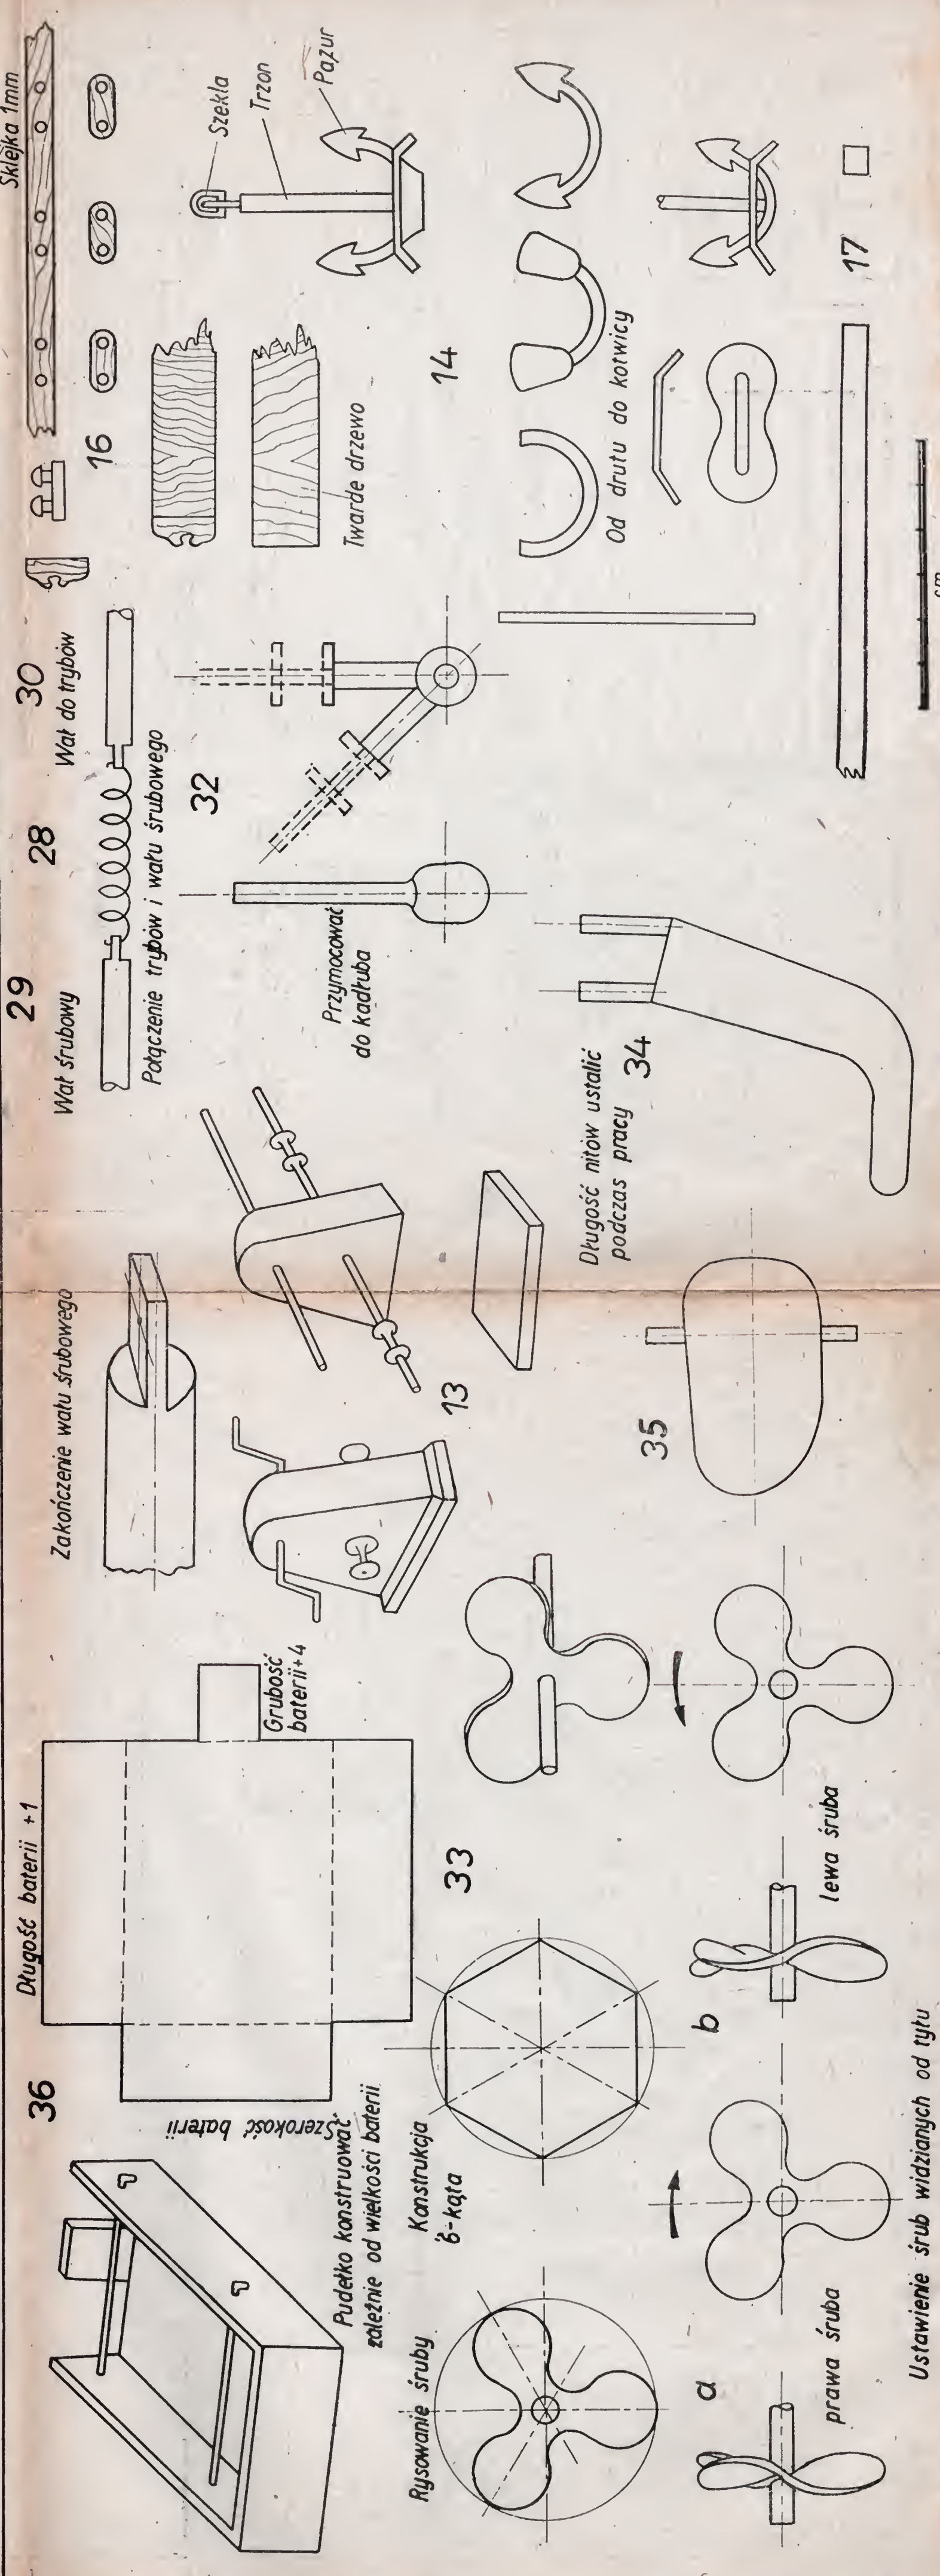 36
Długość baterii +1
Szerokość baterii
Grubość
baterii+4
Pudełko konstruować
zależnie od wielkości baterii
Zakończenie wału śrubowego
29
28
30
Wał śrubowy
Wał do trybów
Połączenie trybów i wału śrubowego
Sklejka 1mm
16
Twarde drzewo
Szekla
Trzon
Pazur
14
Od drutu do kotwicy
17
32
Przymocować
do kadłuba
13
Długość nitów ustalić
podczas pracy
34
35
33
Rysowanie śruby
Konstrukcja
6-kąta
a
prawa śruba
b
lewa śruba
Ustawienie śrub widzianych od tyłu
cm